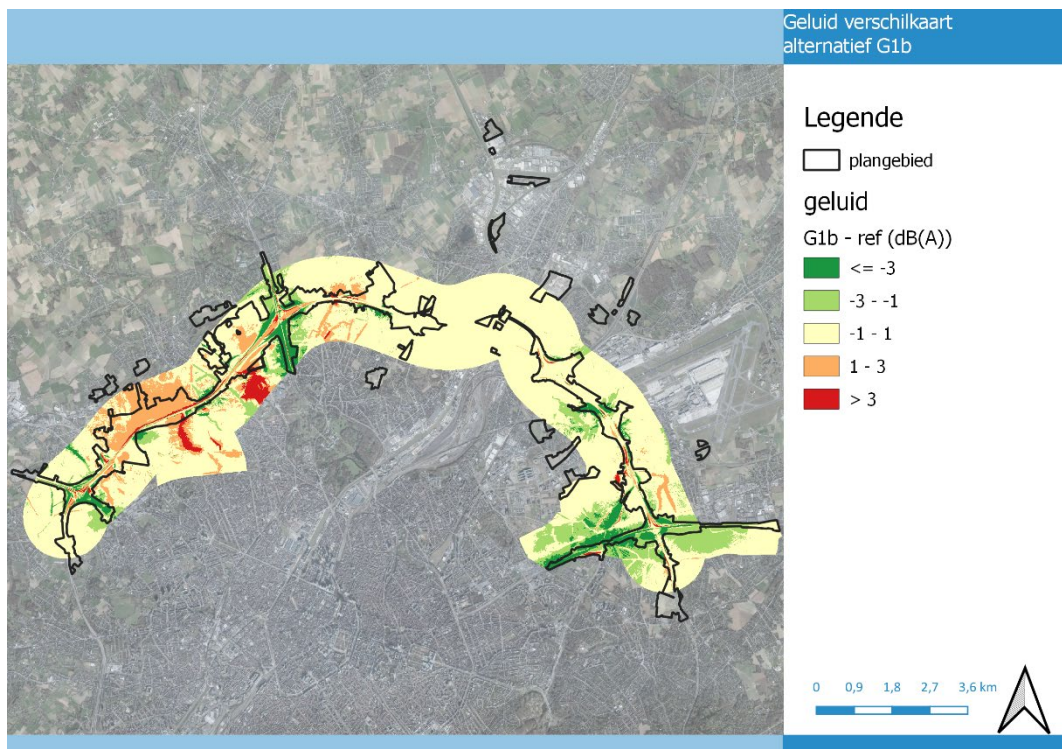 Geluid verschilkaart
alternatief G1b
Legende
plangebied
geluid
G1b - ref (dB(A))
<= -3
-3 - -1
-1 - 1
1 - 3
> 3
0 0,9 1,8 2,7 3,6 km